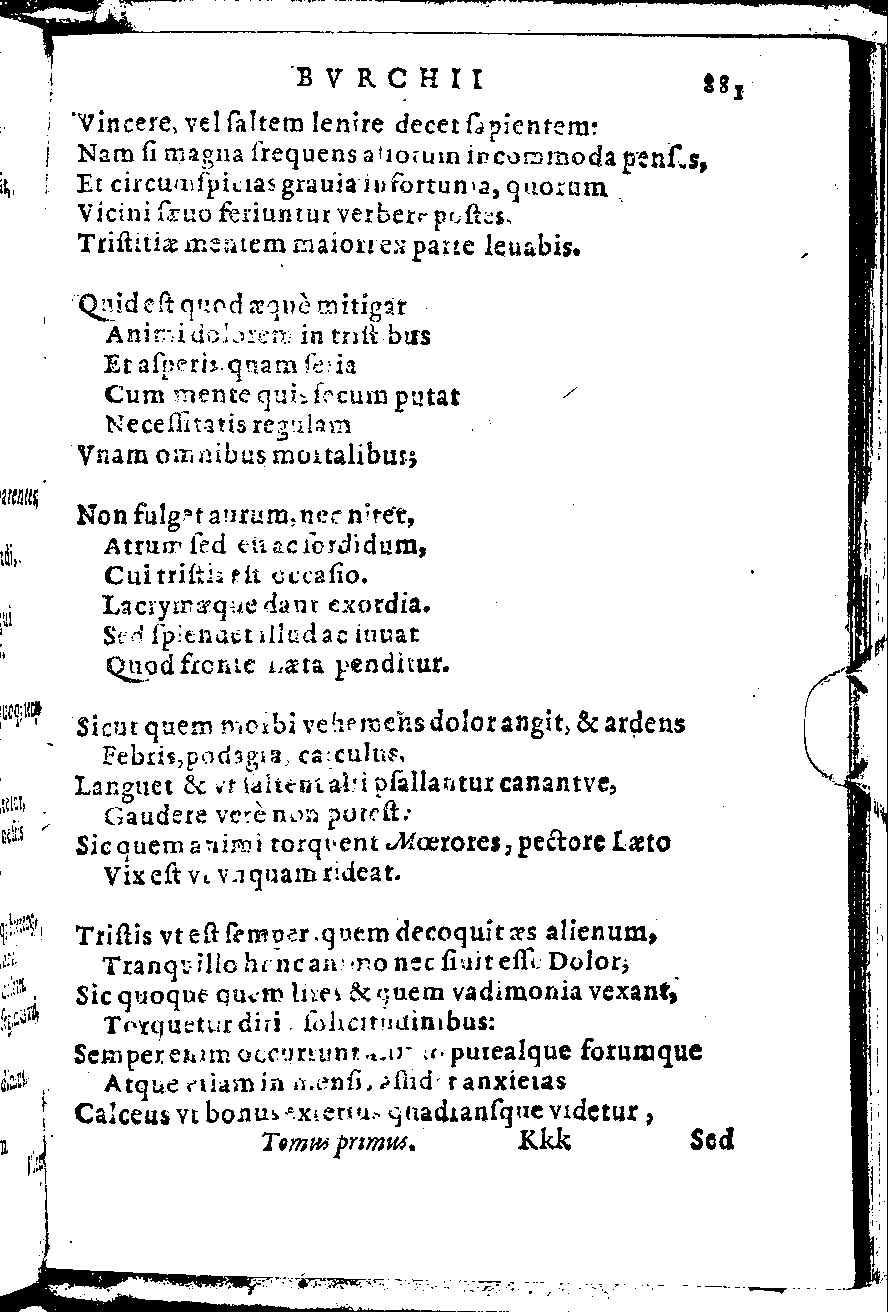 BVRCHII 881
Vincere, vel ſaltem lenire decet ſapientem:
Nam ſi magna frequens aliorum incommoda penſes,
Et circumſpicias grauia infortunia, quorum
Vicini ſæuo feriuntur verbere poſtes.
Triſtitiæ mentem maiori ex parte leuabis.
Quid eſt quod æquè mitigat
Animi dolorem in triſtibus
Et aſperis, quam ſeria
Cum mente quis ſecum putat
Neceſſitatis regulam
Vnam omnibus mortalibus;
Non fulget aurum, nec nitet,
Atrum ſed eſt ac ſordidum,
Cui triſtis eſt occaſio.
Lacrymæque dant exordia.
Sed ſplendet illud ac iuuat
Quod fronte læta penditur.
Sicut quem morbi vehemens dolor angit, & ardens
Febris, podagra, calculus.
Languet & vt ſaltent alii pſallantur canantve,
Gaudere verè non poteſt:
Sic quem animi torquent Mœrores, pectore Læto
Vix eſt vt vnquam rideat.
Triſtis vt eſt ſemper, quem decoquit æs alienum,
Tranquillo hunc animo nec ſiuit eſſe Dolor;
Sic quoque quem lites & quem vadimonia vexant,
Torquetur diris ſolicitudinibus:
Semper enim occurrunt putealque forumque
Atque etiam in menſa, anxietas
Calceus vt bonus exterius quadranſque videtur,
Tomus primus. Kkk Sed